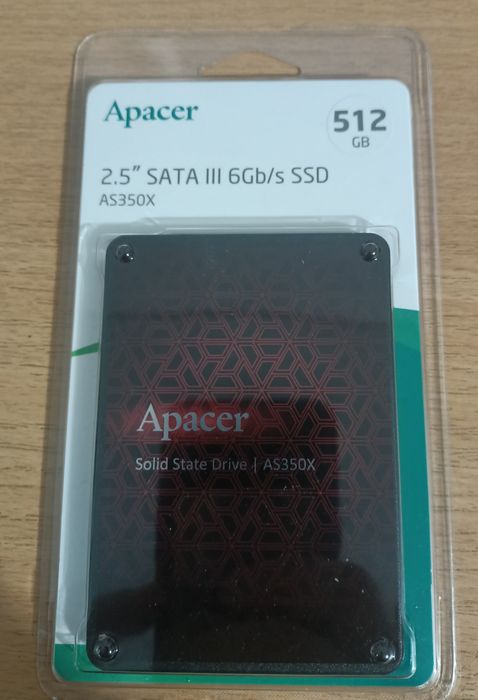 Apacer
512
GB
2.5" SATA III 6Gb/s SSD
AS350X
Apacer
Solid State Drive | AS350X